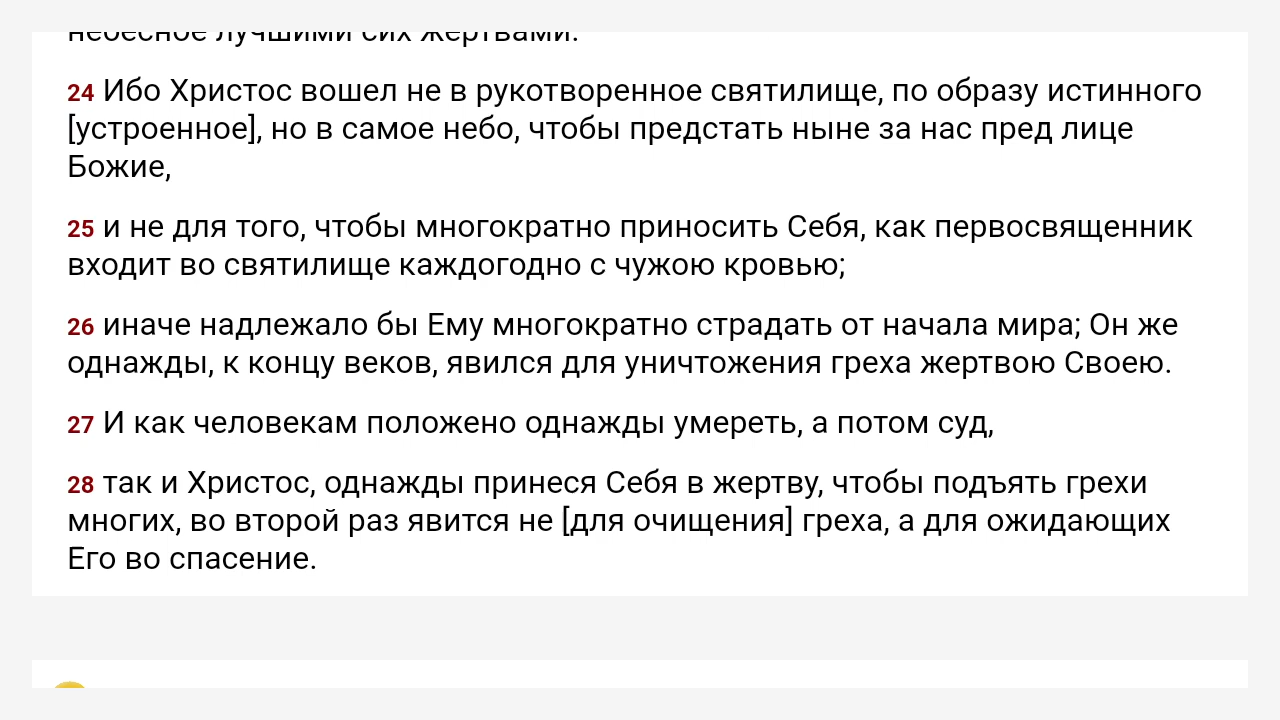 небесное лучшими сих жертвами.
24 Ибо Христос вошел не в рукотворенное святилище, по образу истинного
[устроенное], но в самое небо, чтобы предстать ныне за нас пред лице
Божие,
25 и не для того, чтобы многократно приносить Себя, как первосвященник
входит во святилище каждогодно с чужою кровью;
26 иначе надлежало бы Ему многократно страдать от начала мира; Он же
однажды, к концу веков, явился для уничтожения греха жертвою Своею.
27 И как человекам положено однажды умереть, а потом суд,
28 так и Христос, однажды принеся Себя в жертву, чтобы подъять грехи
многих, во второй раз явится не [для очищения] греха, а для ожидающих
Его во спасение.